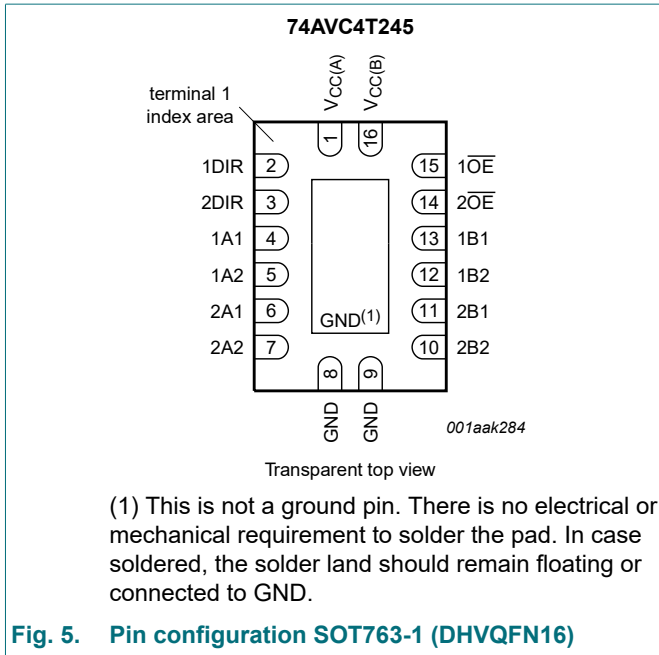 74AVC4T245
terminal 1
index area
VCC(A)
VCC(B)
1
16
1DIR 2
15 1O̅E̅
2DIR 3
14 2O̅E̅
1A1 4
13 1B1
1A2 5
12 1B2
2A1 6
11 2B1
2A2 7
10 2B2
GND(1)
8
9
GND
GND
001aak284
Transparent top view
(1) This is not a ground pin. There is no electrical or
mechanical requirement to solder the pad. In case
soldered, the solder land should remain floating or
connected to GND.
Fig. 5. Pin configuration SOT763-1 (DHVQFN16)